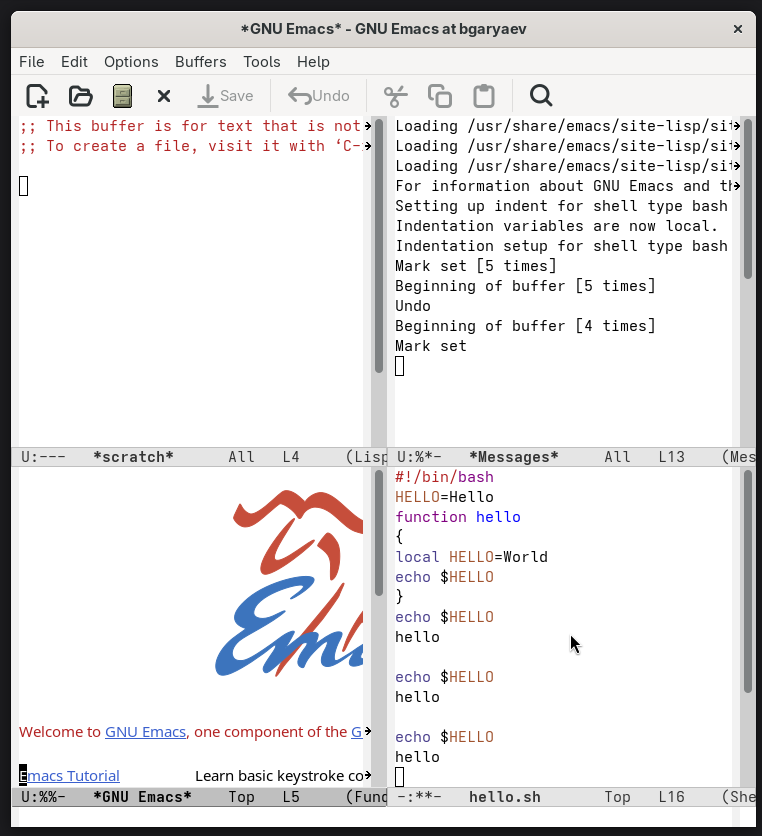 *GNU Emacs* - GNU Emacs at bgaryaev
File Edit Options Buffers Tools Help
Save Undo
;; This buffer is for text that is not
;; To create a file, visit it with ‘C-
U:--- *scratch* All L4 (Lisp
Loading /usr/share/emacs/site-lisp/sit
Loading /usr/share/emacs/site-lisp/sit
Loading /usr/share/emacs/site-lisp/sit
For information about GNU Emacs and th
Setting up indent for shell type bash
Indentation variables are now local.
Indentation setup for shell type bash
Mark set [5 times]
Beginning of buffer [5 times]
Undo
Beginning of buffer [4 times]
Mark set
U:%*- *Messages* All L13 (Mes
Ema
Welcome to GNU Emacs, one component of the G
Emacs Tutorial Learn basic keystroke co
U:%%- *GNU Emacs* Top L5 (Fund
#!/bin/bash
HELLO=Hello
function hello
{
local HELLO=World
echo $HELLO
}
echo $HELLO
hello
echo $HELLO
hello
echo $HELLO
hello
-:**- hello.sh Top L16 (She